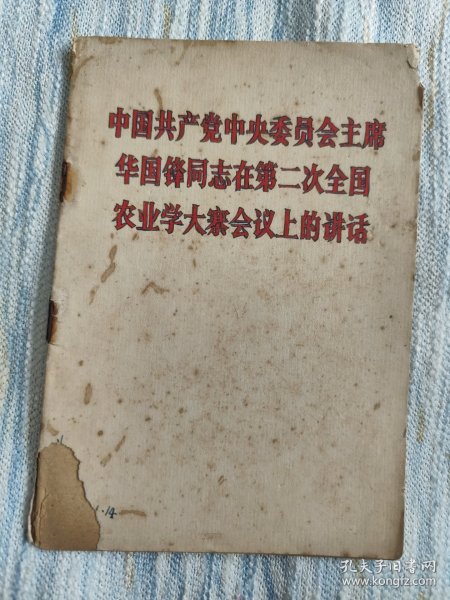 中国共产党中央委员会主席
华国锋同志在第二次全国
农业学大寨会议上的讲话
.14
孔夫子旧书网
www.kongfz.com